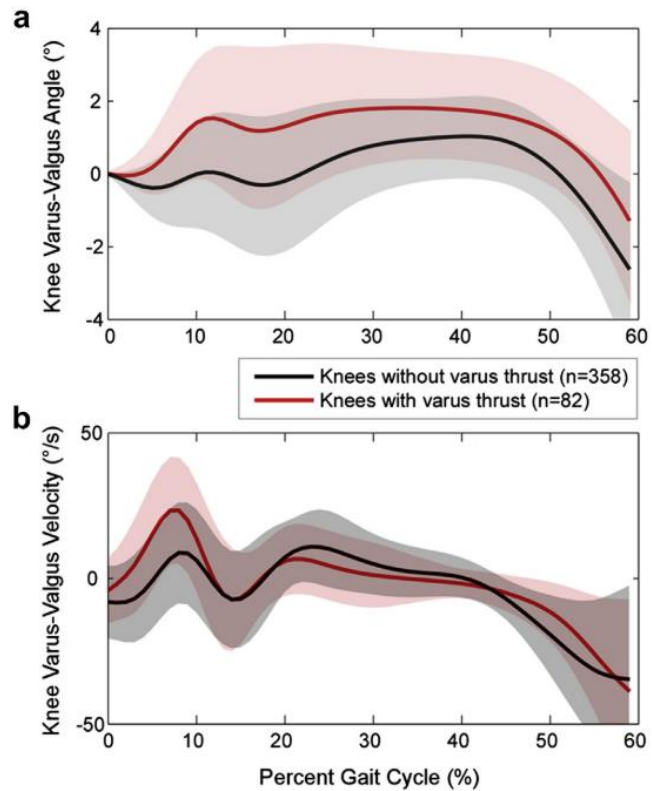 a
Knee Varus-Valgus Angle (°)
4
2
0
-2
-4
0 10 20 30 40 50 60
Knees without varus thrust (n=358)
Knees with varus thrust (n=82)
b
Knee Varus-Valgus Velocity (°/s)
50
0
-50
0 10 20 30 40 50 60
Percent Gait Cycle (%)